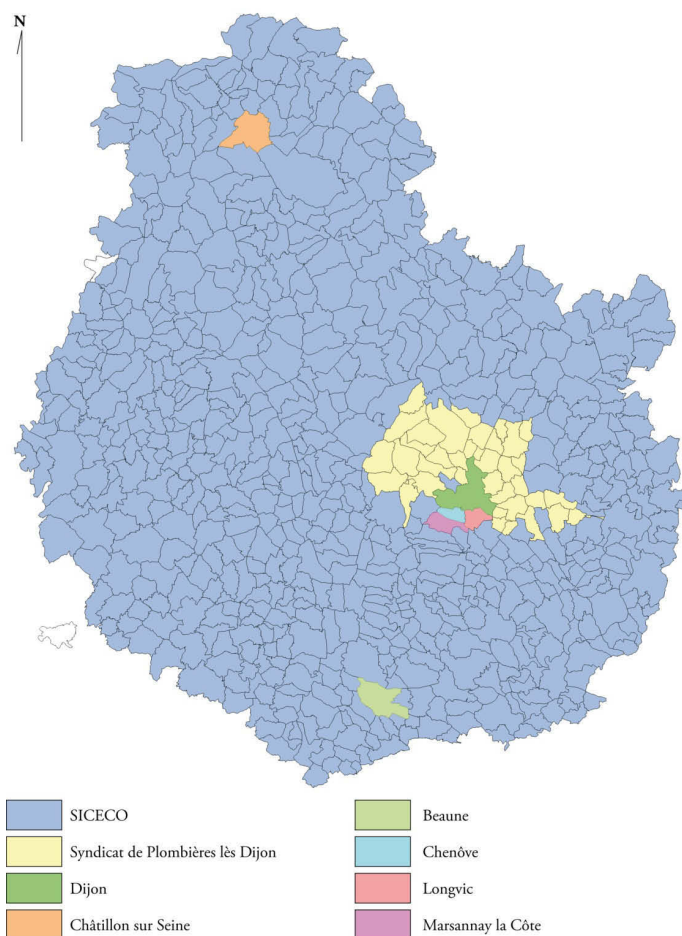 N
SICECO
Syndicat de Plombières lès Dijon
Dijon
Châtillon sur Seine
Beaune
Chenôve
Longvic
Marsannay la Côte